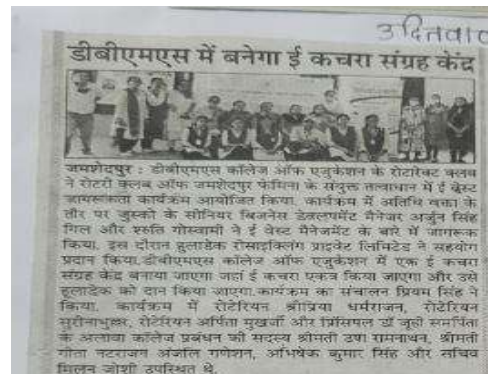 उदितवाणी
डीबीएमएस में बनेगा ई कचरा संग्रह केंद्र
जमशेदपुर : डीबीएमएस कॉलेज ऑफ एजुकेशन के रोटारेक्ट क्लब
ने रोटरी क्लब ऑफ जमशेदपुर फेमिना के संयुक्त तत्वाधान में ई वेस्ट
जागरूकता कार्यक्रम आयोजित किया. कार्यक्रम में अतिथि वक्ता के
तौर पर जुस्को के सीनियर बिजनेस डेवलपमेंट मैनेजर अर्जुन सिंह
गिल और श्रुति गोस्वामी ने ई वेस्ट मैनेजमेंट के बारे में जागरूक
किया. इस दौरान हुलाडेक रीसाइक्लिंग प्राइवेट लिमिटेड ने सहयोग
प्रदान किया.डीबीएमएस कॉलेज ऑफ एजुकेशन में एक ई कचरा
संग्रह केंद्र बनाया जाएगा जहां ई कचरा एकत्र किया जाएगा और उसे
हुलाडेक को दान किया जाएगा.कार्यक्रम का संचालन प्रियम सिंह ने
किया. कार्यक्रम में रोटेरियन श्रीप्रिया धर्मराजन, रोटेरियन
रोटेरियन अर्पिता मुखर्जी और प्रिंसिपल डॉ जूही समर्पिता
के अलावा कॉलेज प्रबंधन की सदस्य श्रीमती उषा रामनाथन, श्रीमती
गीता नटराजन अंजलि गणेशन, अभिषेक कुमार सिंह और सचिव
मिलन जोशी उपस्थित थे.